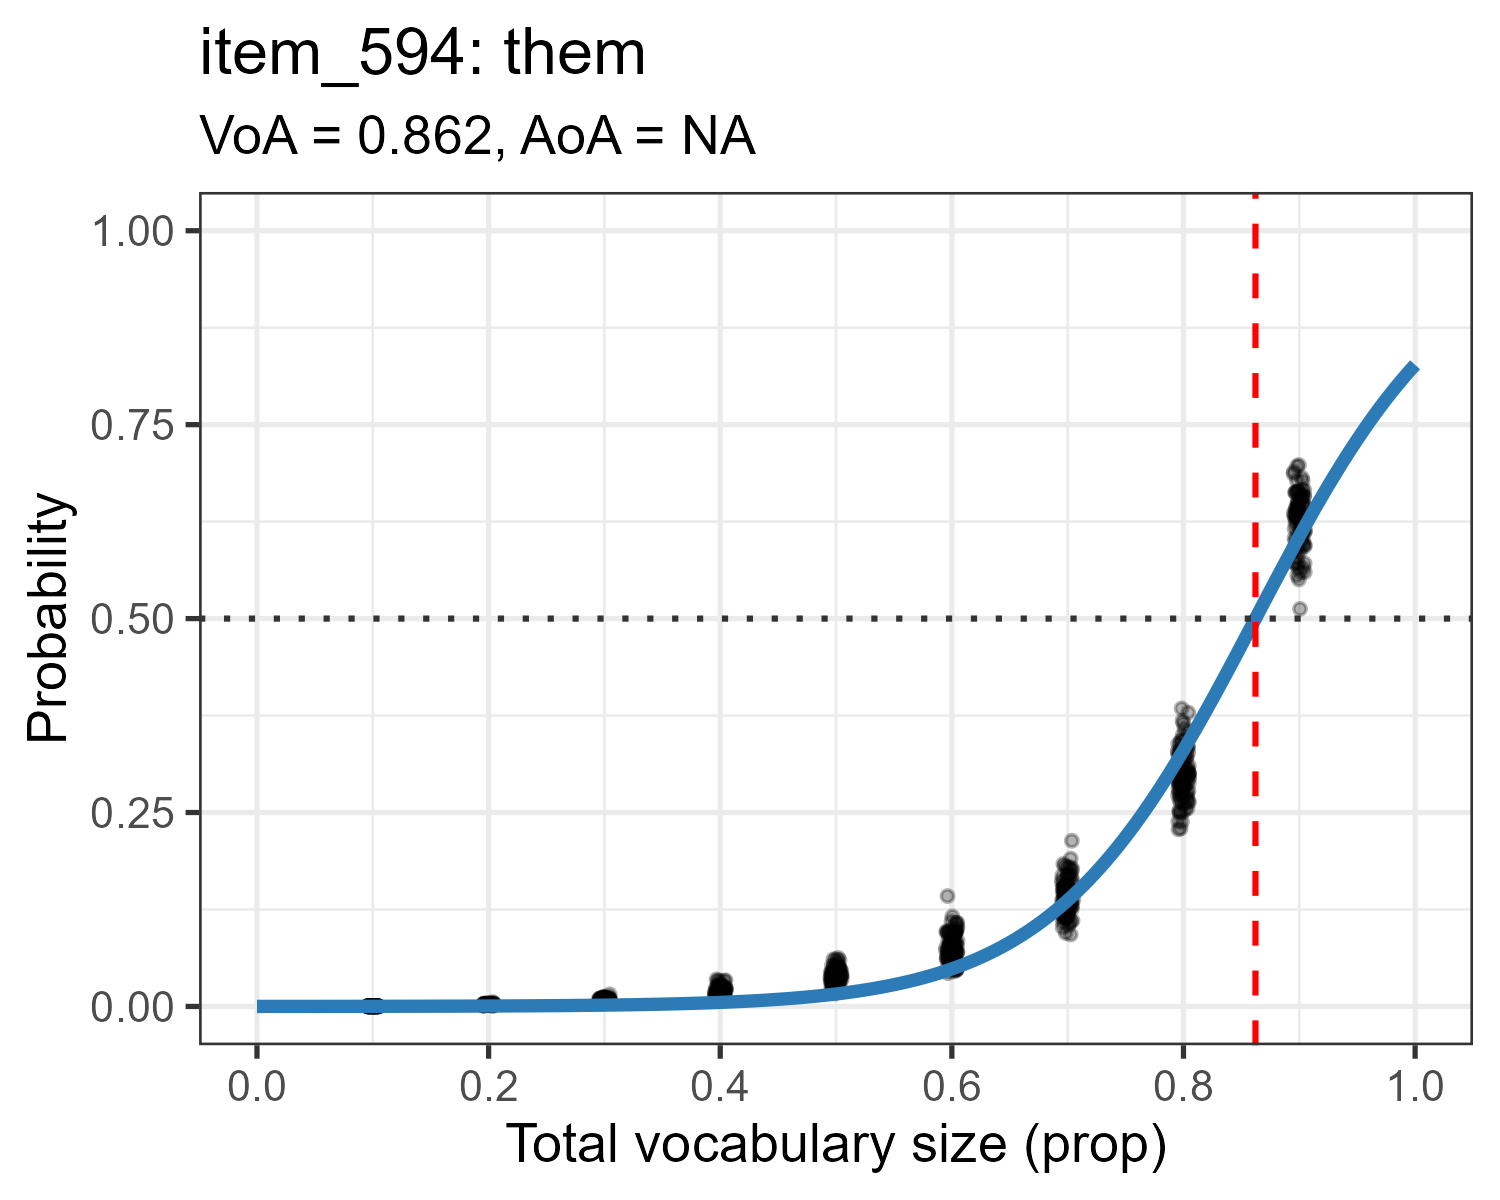 item_594: them
VoA = 0.862, AoA = NA
1.00
0.75
0.50
0.25
0.00
Probability
0.0 0.2 0.4 0.6 0.8 1.0
Total vocabulary size (prop)